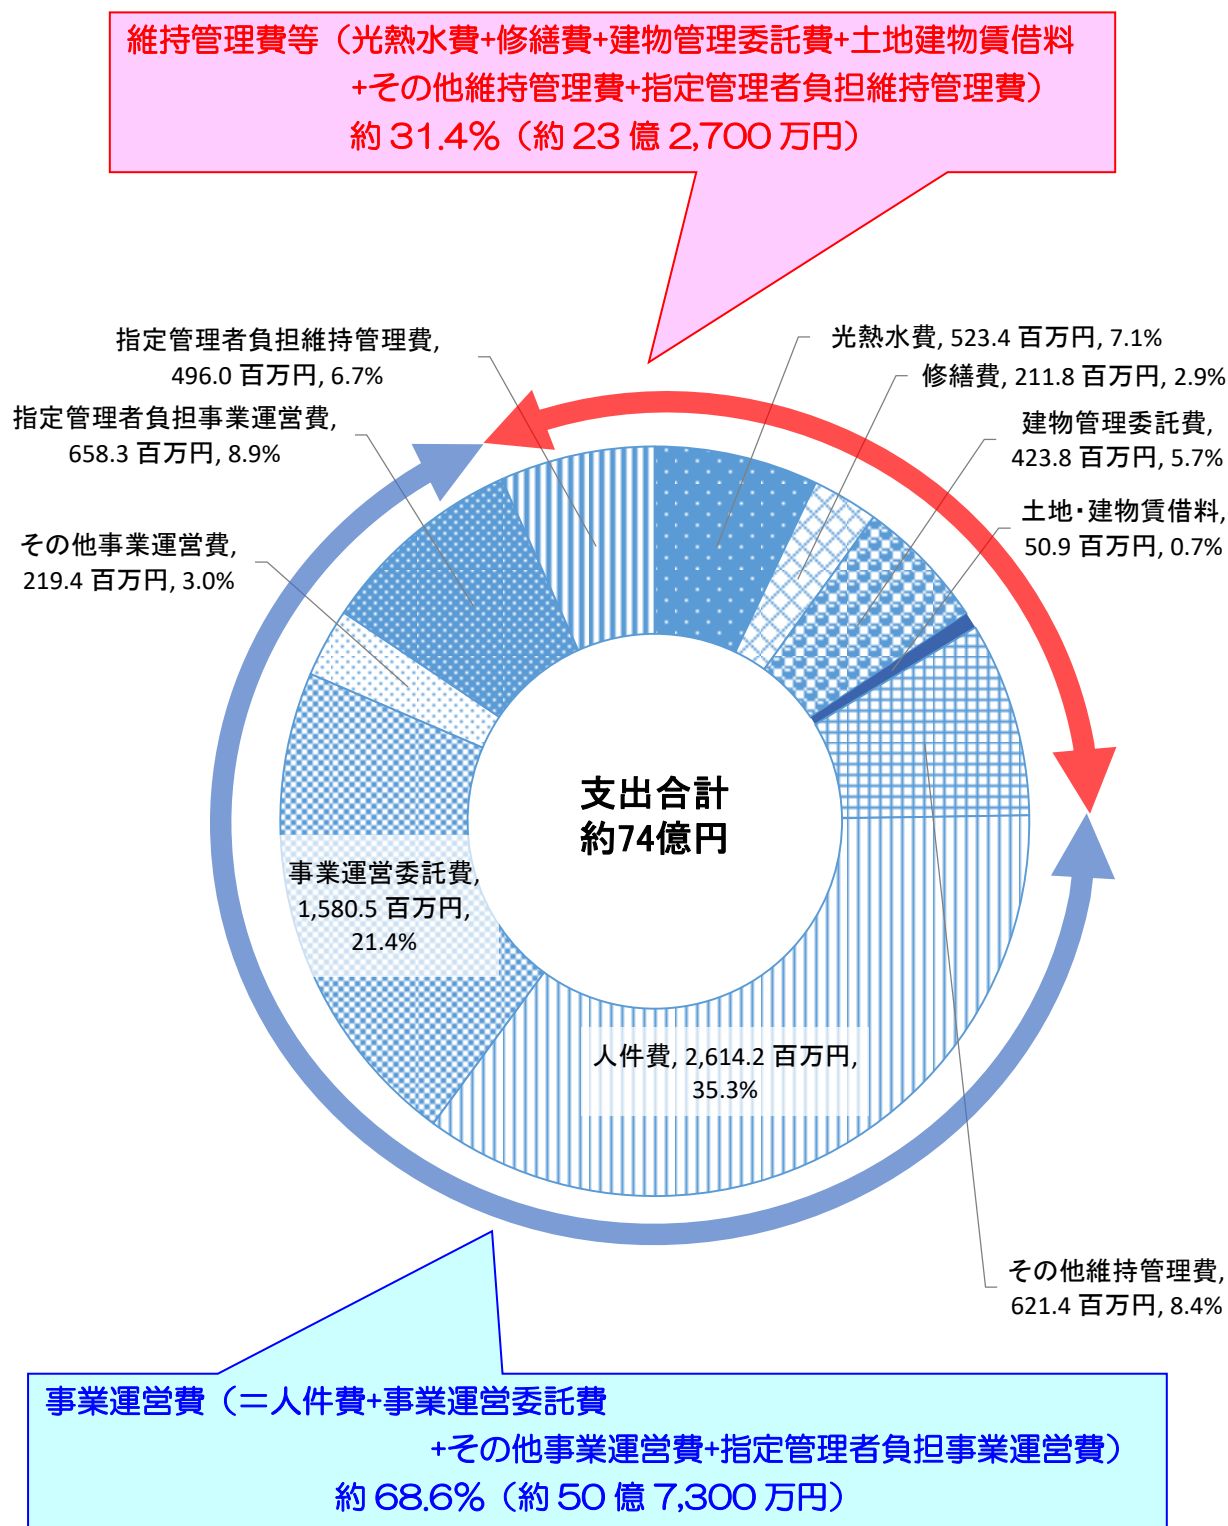 維持管理費等（光熱水費+修繕費+建物管理委託費+土地建物賃借料
+その他維持管理費+指定管理者負担維持管理費）
約 31.4％（約 23 億 2,700 万円）
指定管理者負担維持管理費,
496.0 百万円, 6.7%
光熱水費, 523.4 百万円, 7.1%
修繕費, 211.8 百万円, 2.9%
指定管理者負担事業運営費,
658.3 百万円, 8.9%
建物管理委託費,
423.8 百万円, 5.7%
土地・建物賃借料,
50.9 百万円, 0.7%
その他事業運営費,
219.4 百万円, 3.0%
支出合計
約74億円
事業運営委託費,
1,580.5 百万円,
21.4%
人件費, 2,614.2 百万円,
35.3%
その他維持管理費,
621.4 百万円, 8.4%
事業運営費（＝人件費+事業運営委託費
+その他事業運営費+指定管理者負担事業運営費）
約 68.6％（約 50 億 7,300 万円）